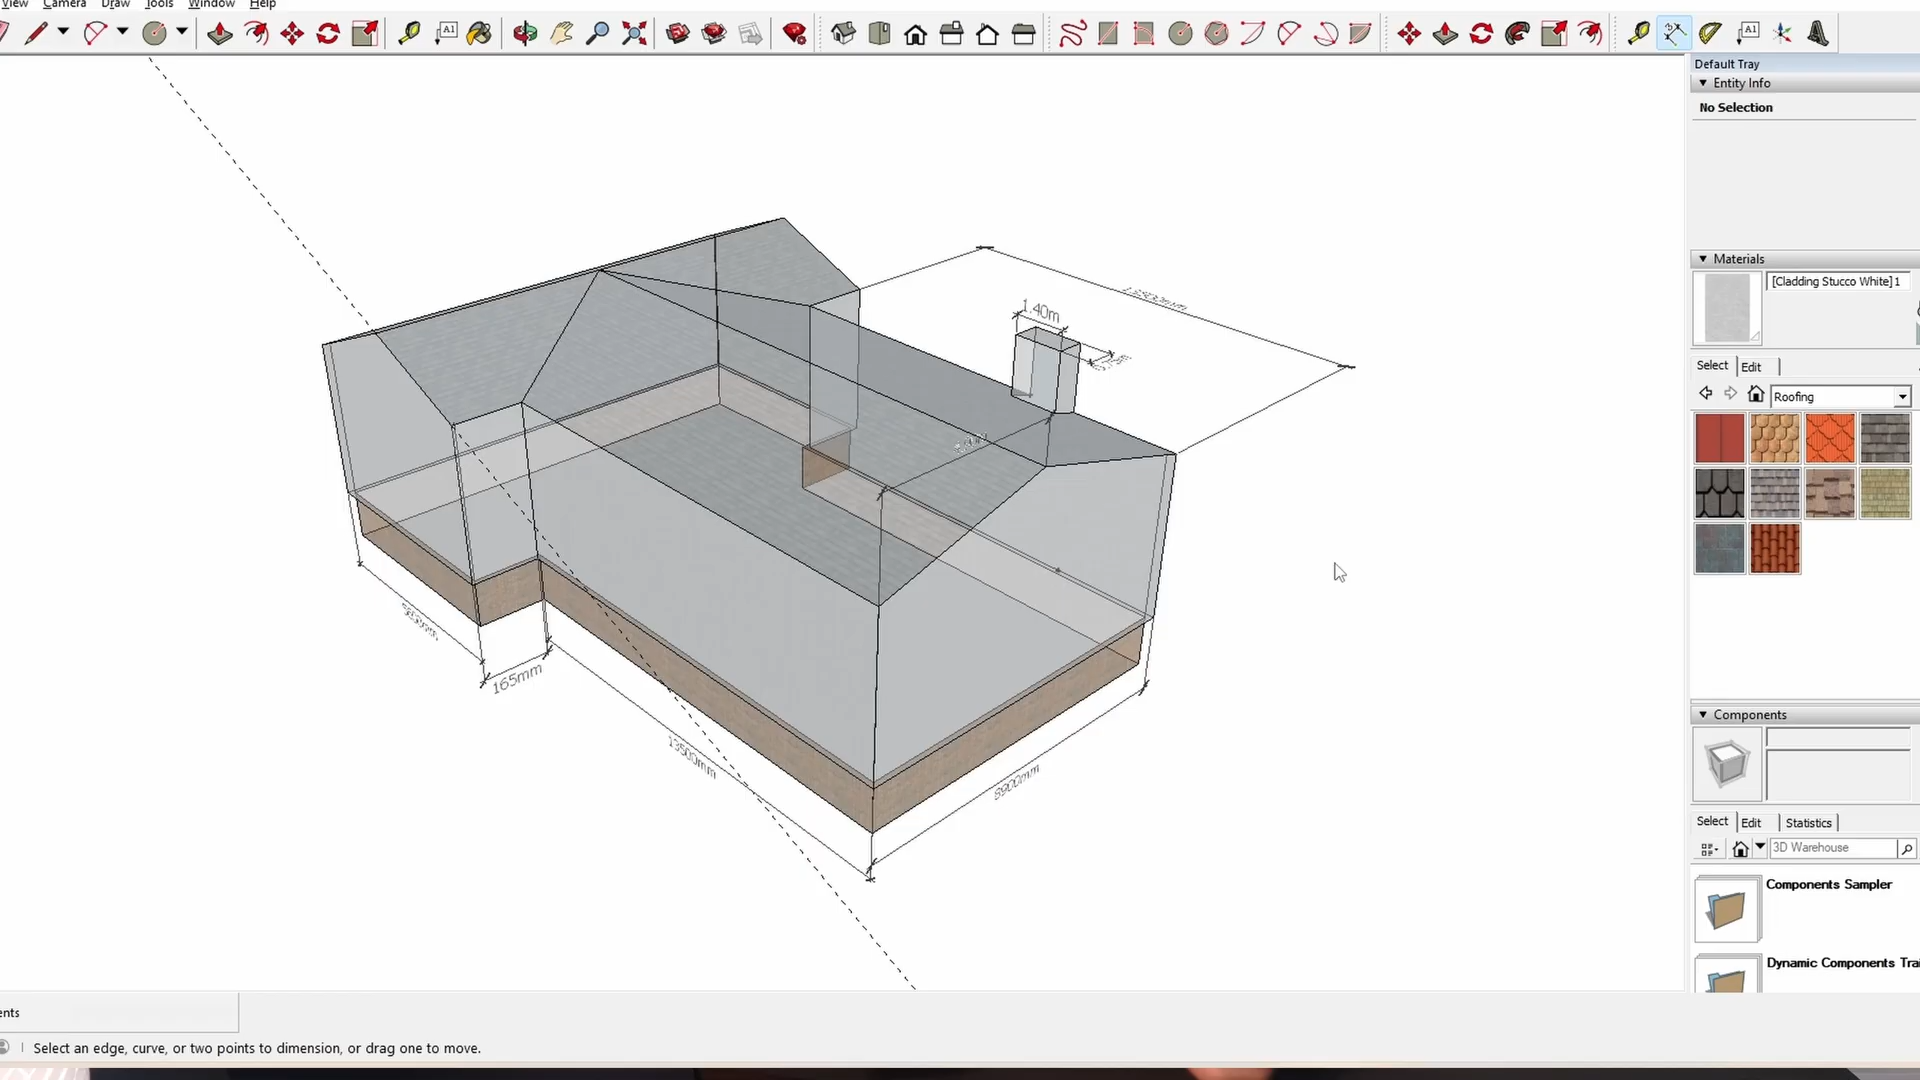 View Camera Draw Tools Window Help
Default Tray
Entity Info
No Selection
Materials
[Cladding Stucco White]1
Select Edit
Roofing
Components
Select Edit Statistics
3D Warehouse
Components Sampler
Dynamic Components Trai
1.40m
165mm
13500mm
8900mm
ents
Select an edge, curve, or two points to dimension, or drag one to move.